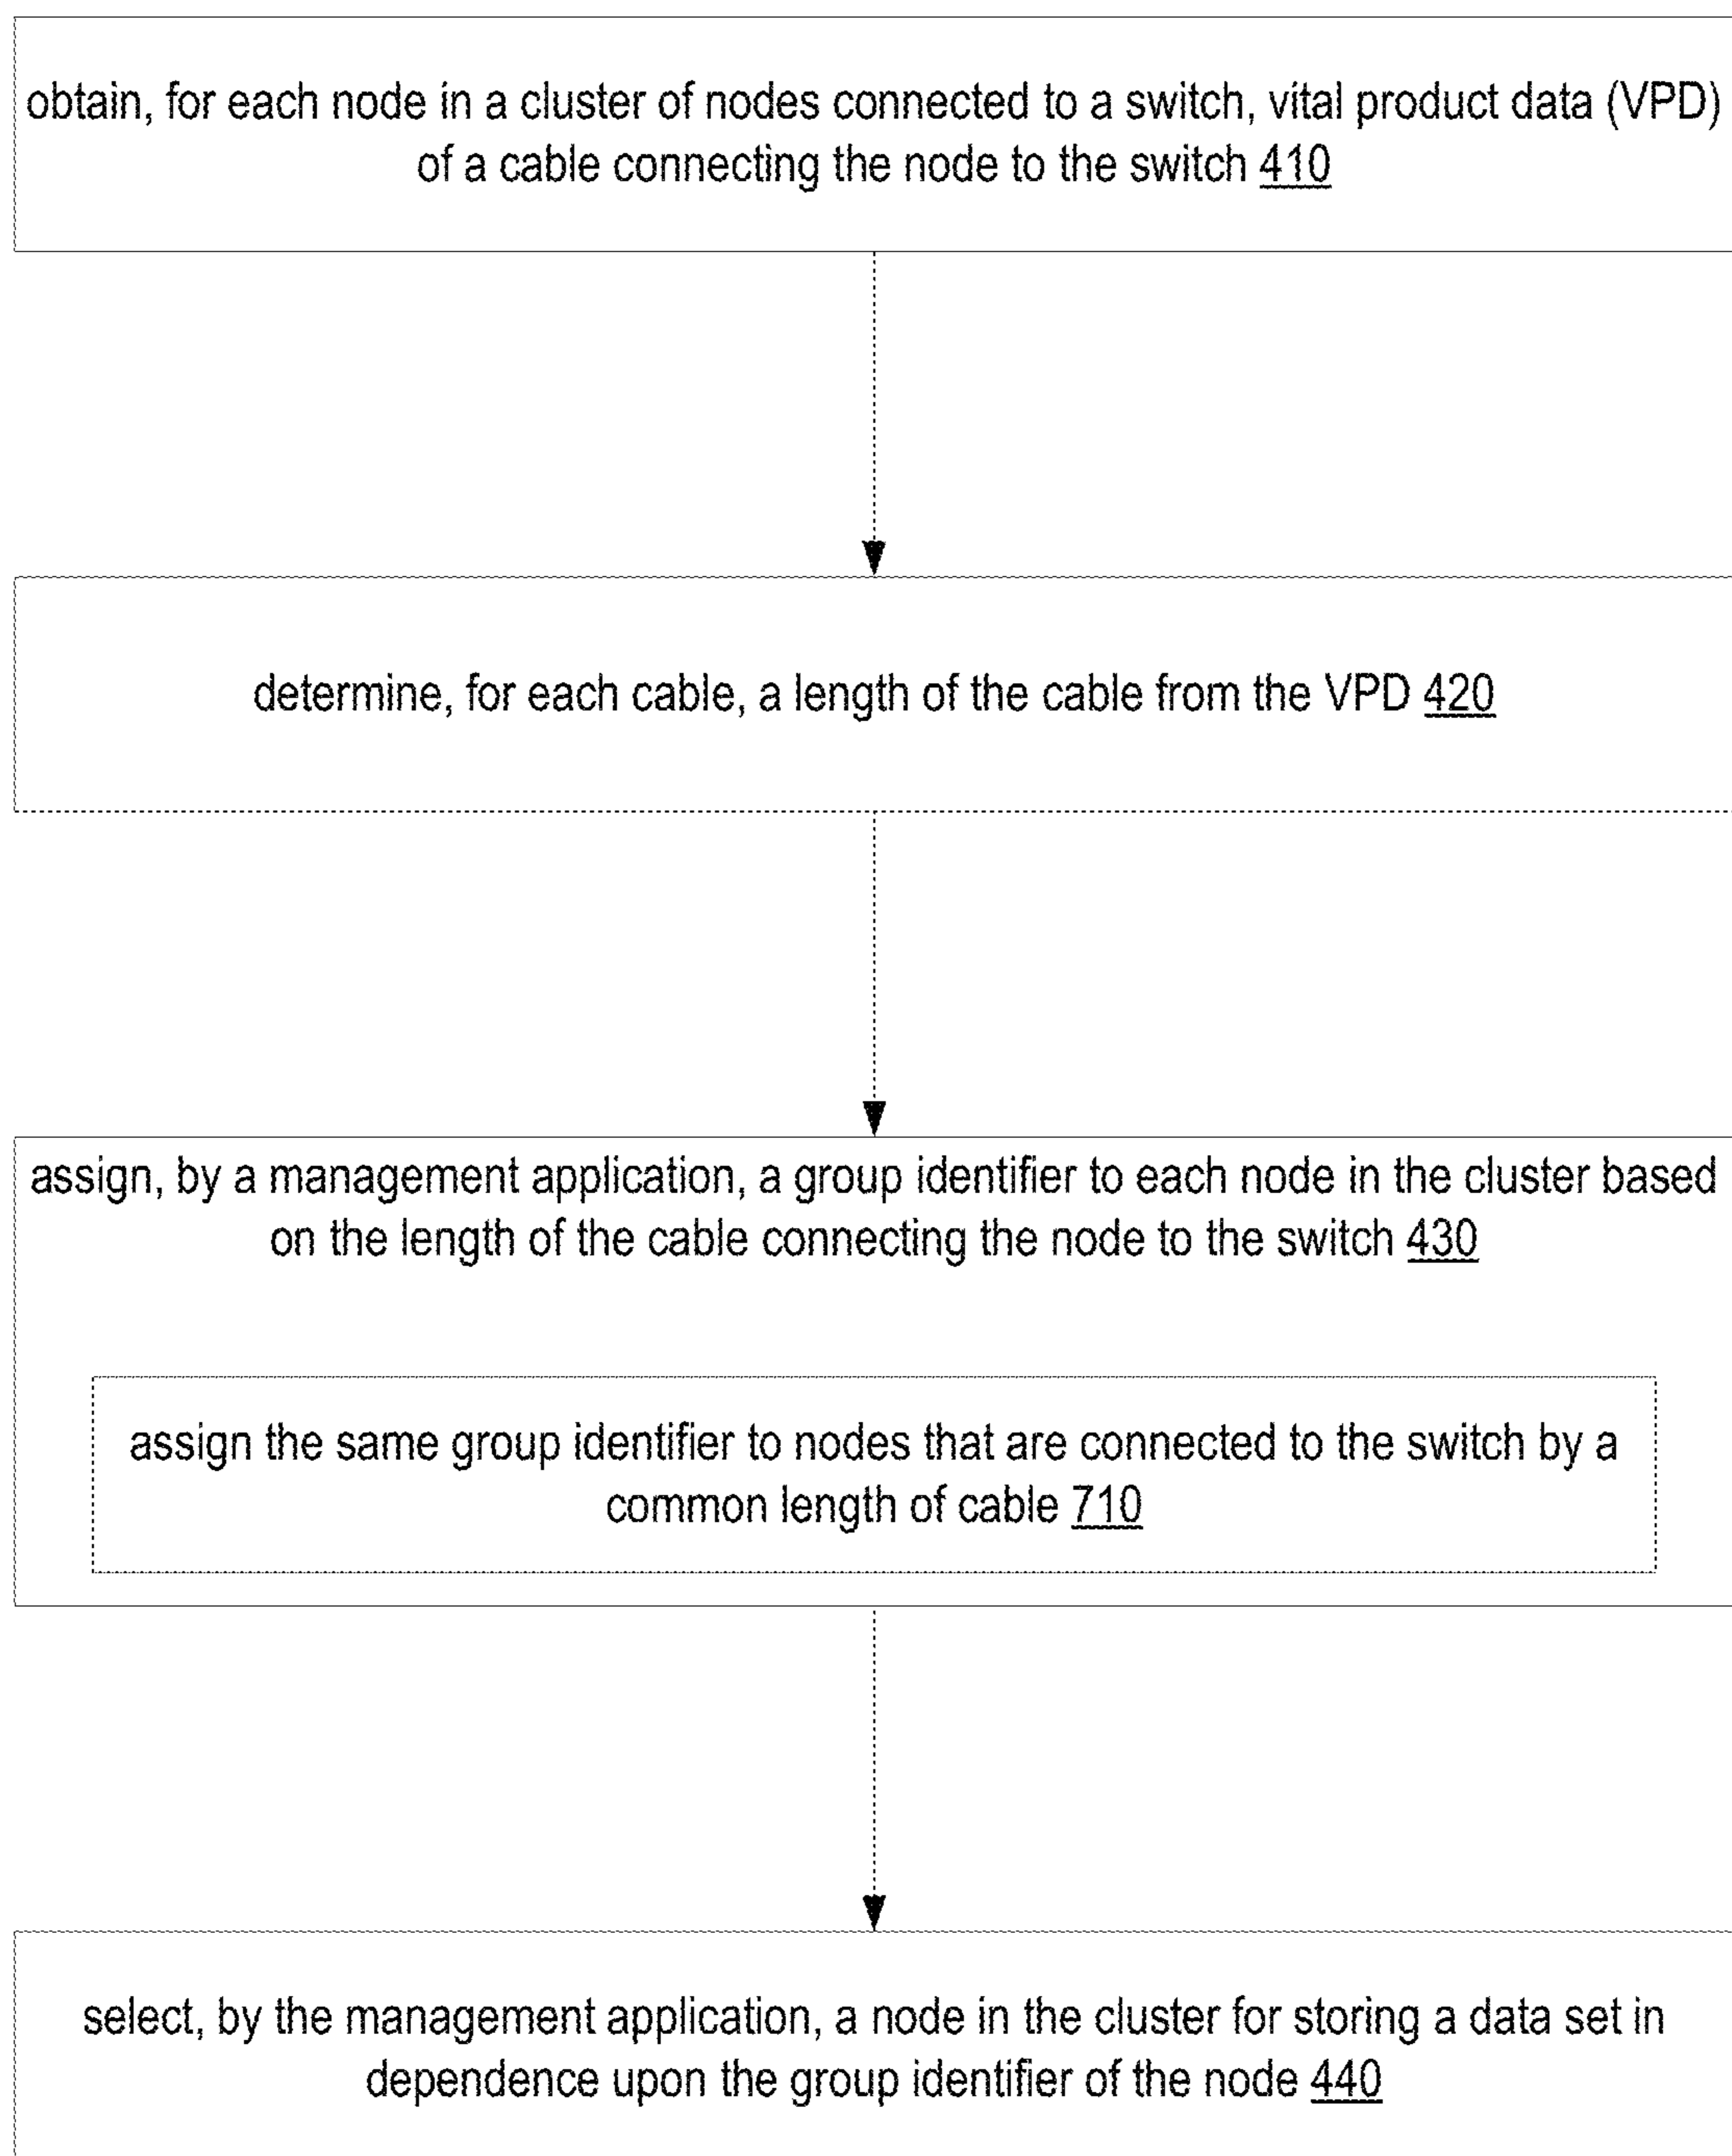 obtain, for each node in a cluster of nodes connected to a switch, vital product data (VPD)
of a cable connecting the node to the switch 410
determine, for each cable, a length of the cable from the VPD 420
assign, by a management application, a group identifier to each node in the cluster based
on the length of the cable connecting the node to the switch 430
assign the same group identifier to nodes that are connected to the switch by a
common length of cable 710
select, by the management application, a node in the cluster for storing a data set in
dependence upon the group identifier of the node 440